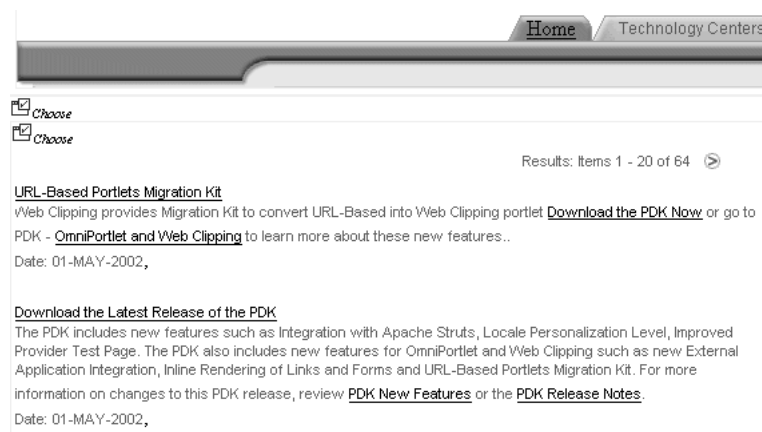 Home Technology Centers
Choose
Choose
Results: Items 1 - 20 of 64
URL-Based Portlets Migration Kit
Web Clipping provides Migration Kit to convert URL-Based into Web Clipping portlet Download the PDK Now or go to
PDK - OmniPortlet and Web Clipping to learn more about these new features..
Date: 01-MAY-2002,
Download the Latest Release of the PDK
The PDK includes new features such as Integration with Apache Struts, Locale Personalization Level, Improved
Provider Test Page. The PDK also includes new features for OmniPortlet and Web Clipping such as new External
Application Integration, Inline Rendering of Links and Forms and URL-Based Portlets Migration Kit. For more
information on changes to this PDK release, review PDK New Features or the PDK Release Notes.
Date: 01-MAY-2002,